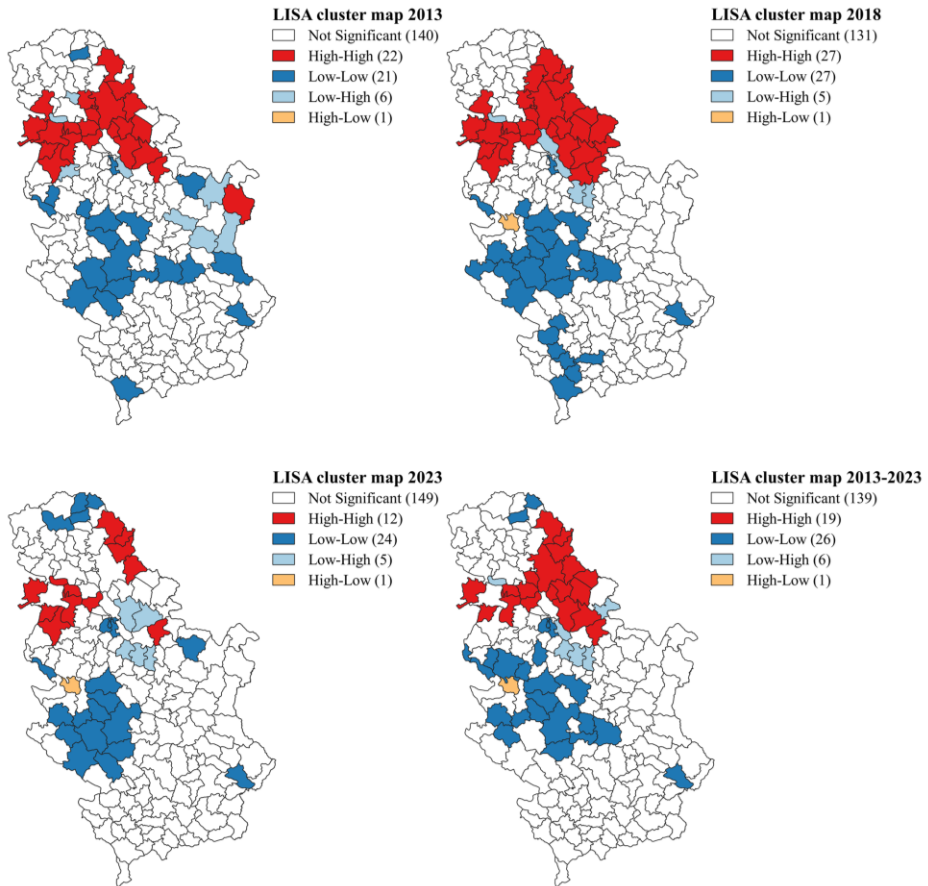 LISA cluster map 2013
Not Significant (140)
High-High (22)
Low-Low (21)
Low-High (6)
High-Low (1)
LISA cluster map 2018
Not Significant (131)
High-High (27)
Low-Low (27)
Low-High (5)
High-Low (1)
LISA cluster map 2023
Not Significant (149)
High-High (12)
Low-Low (24)
Low-High (5)
High-Low (1)
LISA cluster map 2013-2023
Not Significant (139)
High-High (19)
Low-Low (26)
Low-High (6)
High-Low (1)